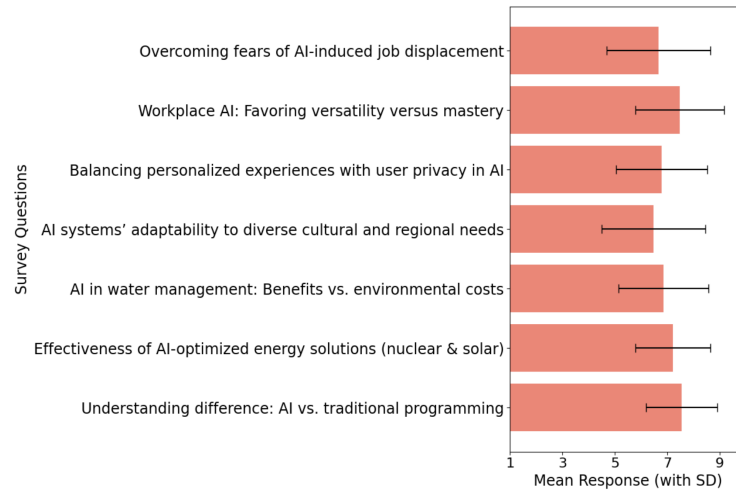 Overcoming fears of AI-induced job displacement
Workplace AI: Favoring versatility versus mastery
Balancing personalized experiences with user privacy in AI
AI systems’ adaptability to diverse cultural and regional needs
AI in water management: Benefits vs. environmental costs
Effectiveness of AI-optimized energy solutions (nuclear & solar)
Understanding difference: AI vs. traditional programming
Survey Questions
1 3 5 7 9
Mean Response (with SD)